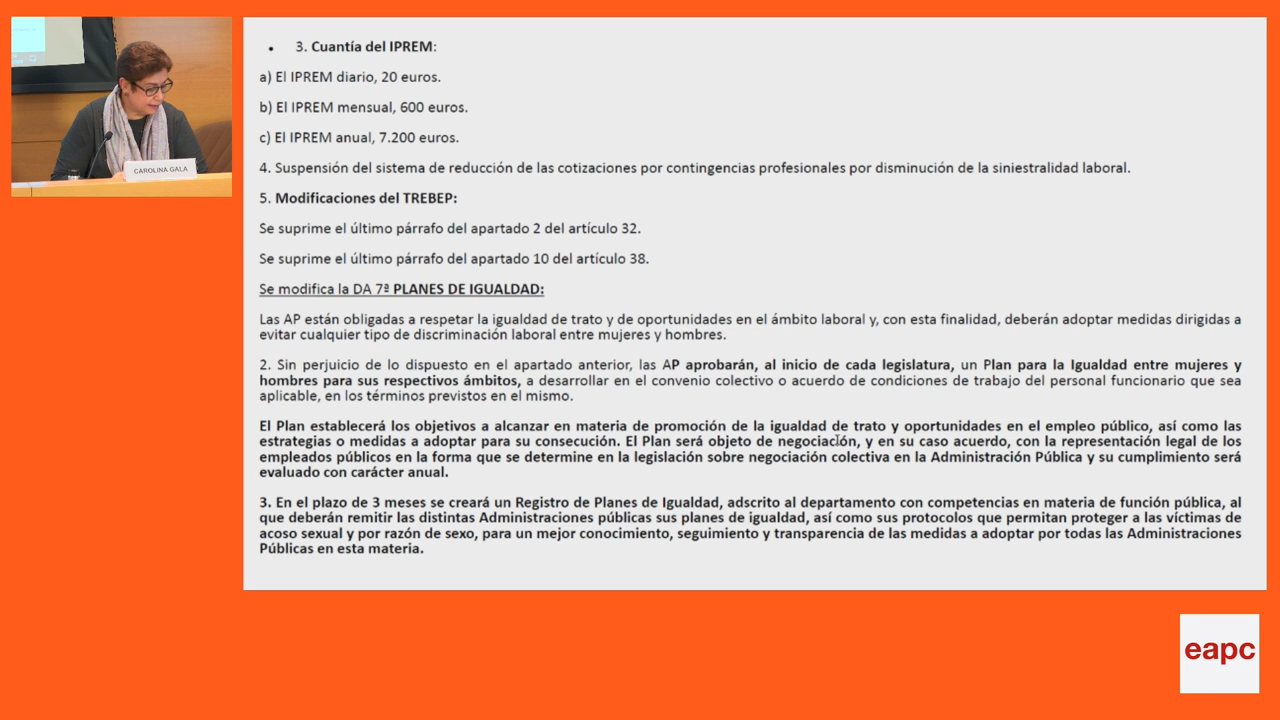 CAROLINA GALA
• 3. Cuantía del IPREM:
a) El IPREM diario, 20 euros.
b) El IPREM mensual, 600 euros.
c) El IPREM anual, 7.200 euros.
4. Suspensión del sistema de reducción de las cotizaciones por contingencias profesionales por disminución de la siniestralidad laboral.
5. Modificaciones del TREBEP:
Se suprime el último párrafo del apartado 2 del artículo 32.
Se suprime el último párrafo del apartado 10 del artículo 38.
Se modifica la DA 7ª PLANES DE IGUALDAD:
Las AP están obligadas a respetar la igualdad de trato y de oportunidades en el ámbito laboral y, con esta finalidad, deberán adoptar medidas dirigidas a
evitar cualquier tipo de discriminación laboral entre mujeres y hombres.
2. Sin perjuicio de lo dispuesto en el apartado anterior, las AP aprobarán, al inicio de cada legislatura, un Plan para la Igualdad entre mujeres y
hombres para sus respectivos ámbitos, a desarrollar en el convenio colectivo o acuerdo de condiciones de trabajo del personal funcionario que sea
aplicable, en los términos previstos en el mismo.
El Plan establecerá los objetivos a alcanzar en materia de promoción de la igualdad de trato y oportunidades en el empleo público, así como las
estrategias o medidas a adoptar para su consecución. El Plan será objeto de negociación, y en su caso acuerdo, con la representación legal de los
empleados públicos en la forma que se determine en la legislación sobre negociación colectiva en la Administración Pública y su cumplimiento será
evaluado con carácter anual.
3. En el plazo de 3 meses se creará un Registro de Planes de Igualdad, adscrito al departamento con competencias en materia de función pública, al
que deberán remitir las distintas Administraciones públicas sus planes de igualdad, así como sus protocolos que permitan proteger a las víctimas de
acoso sexual y por razón de sexo, para un mejor conocimiento, seguimiento y transparencia de las medidas a adoptar por todas las Administraciones
Públicas en esta materia.
eapc